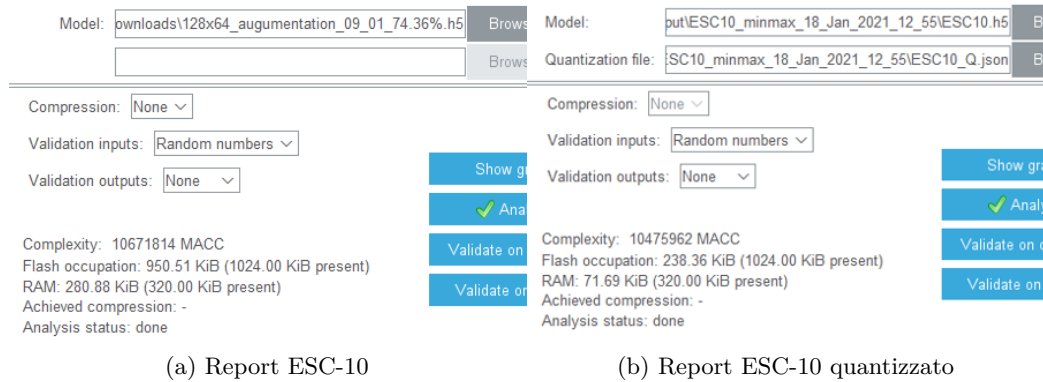 Model: ownloads\128x64_augumentation_09_01_74.36%.h5 Brows
Brows
Compression: None
Validation inputs: Random numbers
Validation outputs: None
Show gr
Ana
Complexity: 10671814 MACC
Validate on
Flash occupation: 950.51 KiB (1024.00 KiB present)
RAM: 280.88 KiB (320.00 KiB present)
Validate or
Achieved compression: -
Analysis status: done
(a) Report ESC-10
Model: put\ESC10_minmax_18_Jan_2021_12_55\ESC10.h5 B
Quantization file: ESC10_minmax_18_Jan_2021_12_55\ESC10_Q.json B
Compression: None
Validation inputs: Random numbers
Validation outputs: None
Show gra
Analy
Complexity: 10475962 MACC
Validate on d
Flash occupation: 238.36 KiB (1024.00 KiB present)
RAM: 71.69 KiB (320.00 KiB present)
Validate on
Achieved compression: -
Analysis status: done
(b) Report ESC-10 quantizzato